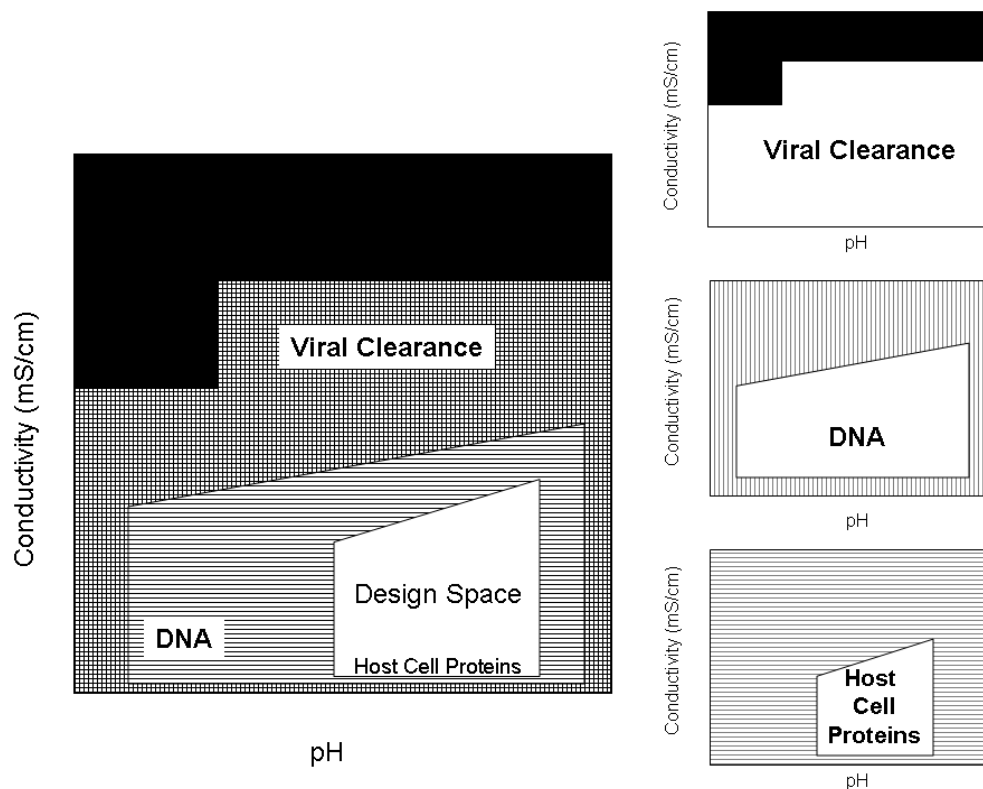 Conductivity (mS/cm)
Viral Clearance
DNA
Design Space
Host Cell Proteins
pH
Conductivity (mS/cm)
Viral Clearance
pH
Conductivity (mS/cm)
DNA
pH
Conductivity (mS/cm)
Host
Cell
Proteins
pH